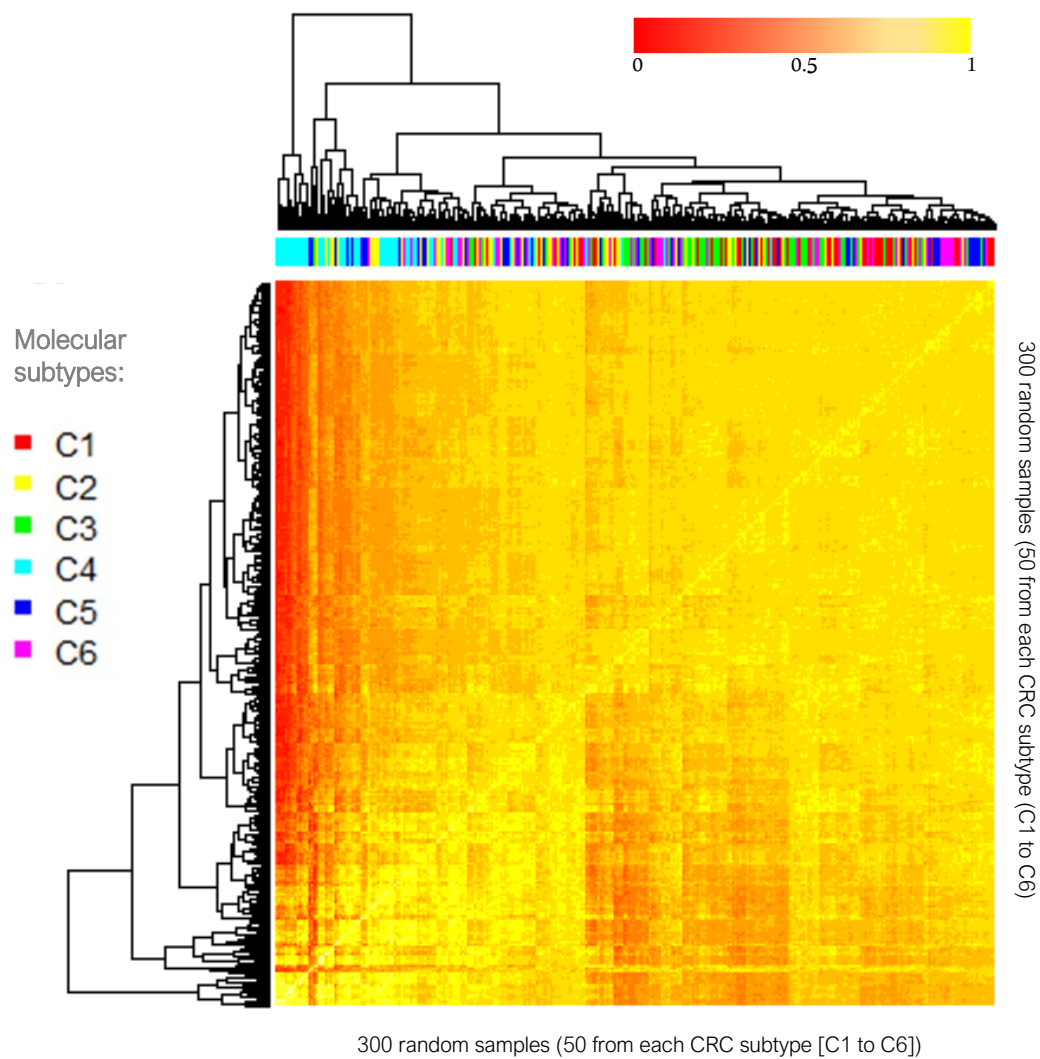 0 0.5 1
Molecular
subtypes:
C1
C2
C3
C4
C5
C6
300 random samples (50 from each CRC subtype (C1 to C6)
300 random samples (50 from each CRC subtype [C1 to C6])